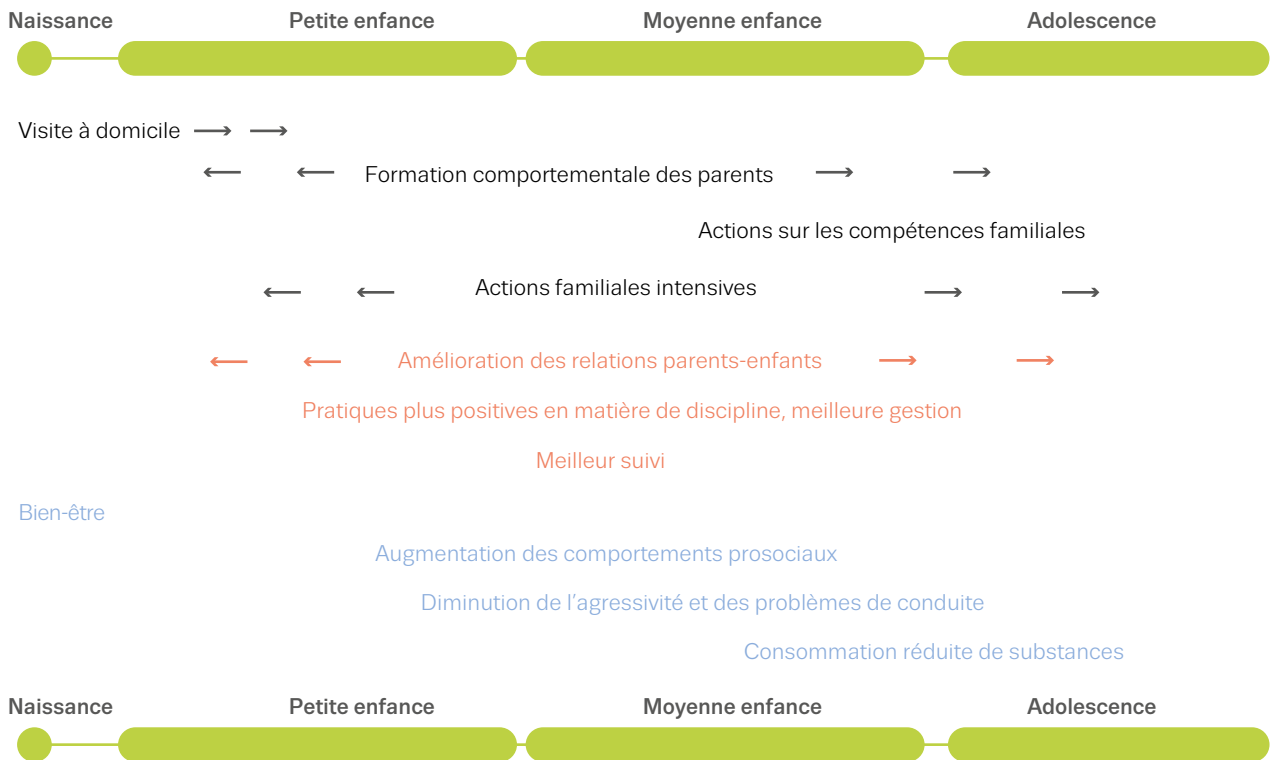 Naissance Petite enfance Moyenne enfance Adolescence
Visite à domicile → →
← ← Formation comportementale des parents → →
Actions sur les compétences familiales
← ← Actions familiales intensives → →
← ← Amélioration des relations parents-enfants → →
Pratiques plus positives en matière de discipline, meilleure gestion
Meilleur suivi
Bien-être
Augmentation des comportements prosociaux
Diminution de l’agressivité et des problèmes de conduite
Consommation réduite de substances
Naissance Petite enfance Moyenne enfance Adolescence